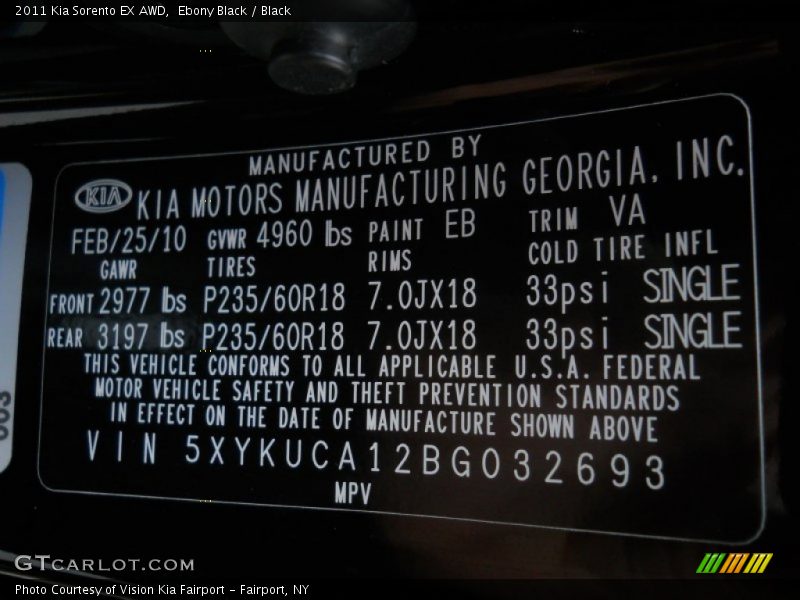 2011 Kia Sorento EX AWD, Ebony Black / Black
MANUFACTURED BY
KIA KIA MOTORS MANUFACTURING GEORGIA, INC.
FEB/25/10 GVWR 4960 lbs PAINT EB TRIM VA
GAWR TIRES RIMS COLD TIRE INFL
FRONT 2977 lbs P235/60R18 7.0JX18 33psi SINGLE
REAR 3197 lbs P235/60R18 7.0JX18 33psi SINGLE
THIS VEHICLE CONFORMS TO ALL APPLICABLE U.S.A. FEDERAL
MOTOR VEHICLE SAFETY AND THEFT PREVENTION STANDARDS
IN EFFECT ON THE DATE OF MANUFACTURE SHOWN ABOVE
VIN 5XYKUCA12BG032693
MPV
GTCARLOT.COM
Photo Courtesy of Vision Kia Fairport - Fairport, NY